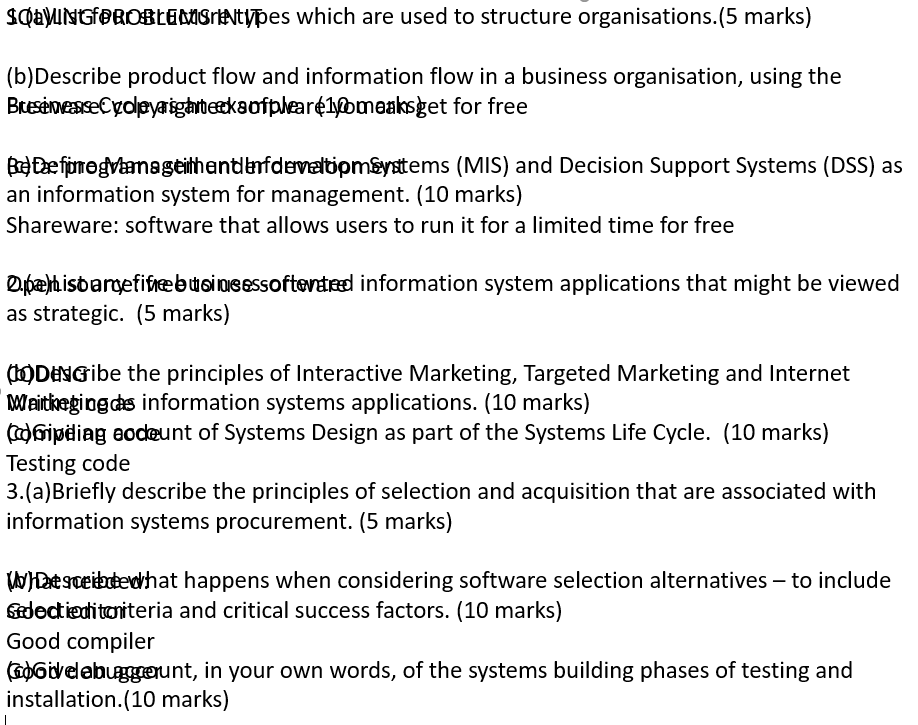 SOLVING PROBLEMS IN IT
1.(a)List four structure types which are used to structure organisations.(5 marks)
(b)Describe product flow and information flow in a business organisation, using the
Business Cycle as an example. (10 marks)
Freeware: copyrighted software you can get for free
(c)Define Management Information Systems (MIS) and Decision Support Systems (DSS) as
Beta: programs still under development
an information system for management. (10 marks)
Shareware: software that allows users to run it for a limited time for free
2.(a)List any five business-oriented information system applications that might be viewed
Open source: free to use software
as strategic. (5 marks)
(b)Describe the principles of Interactive Marketing, Targeted Marketing and Internet
CODING
Marketing as information systems applications. (10 marks)
Writing code
(c)Give an account of Systems Design as part of the Systems Life Cycle. (10 marks)
Compiling code
Testing code
3.(a)Briefly describe the principles of selection and acquisition that are associated with
information systems procurement. (5 marks)
(b)Describe what happens when considering software selection alternatives – to include
What needed:
selection criteria and critical success factors. (10 marks)
Good editor
Good compiler
(c)Give an account, in your own words, of the systems building phases of testing and
Good debugger
installation.(10 marks)